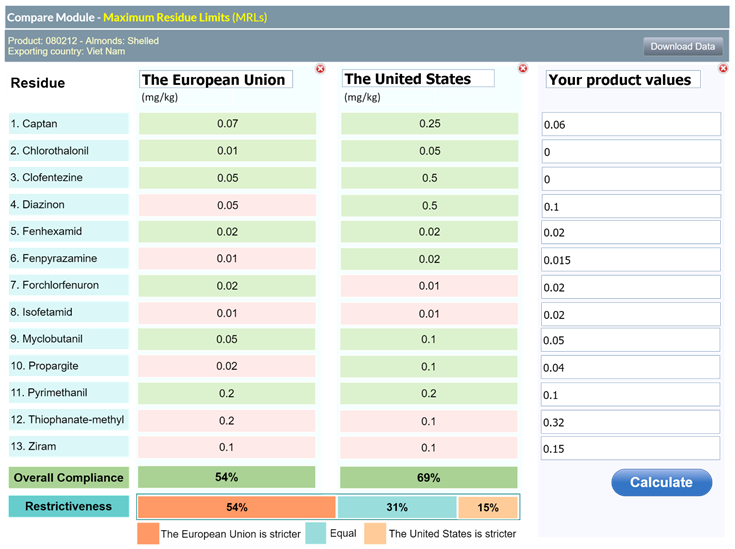 Compare Module - Maximum Residue Limits (MRLs)
Product: 080212 - Almonds: Shelled
Exporting country: Viet Nam
Download Data
Residue The European Union The United States Your product values
(mg/kg) (mg/kg)
1. Captan 0.07 0.25 0.06
2. Chlorothalonil 0.01 0.05 0
3. Clofentezine 0.05 0.5 0
4. Diazinon 0.05 0.5 0.1
5. Fenhexamid 0.02 0.02 0.02
6. Fenpyrazamine 0.01 0.02 0.015
7. Forchlorfenuron 0.02 0.01 0.02
8. Isofetamid 0.01 0.01 0.02
9. Myclobutanil 0.05 0.1 0.05
10. Propargite 0.02 0.1 0.04
11. Pyrimethanil 0.2 0.2 0.1
12. Thiophanate-methyl 0.2 0.1 0.32
13. Ziram 0.1 0.1 0.15
Overall Compliance 54% 69%
Calculate
Restrictiveness 54% 31% 15%
The European Union is stricter Equal The United States is stricter